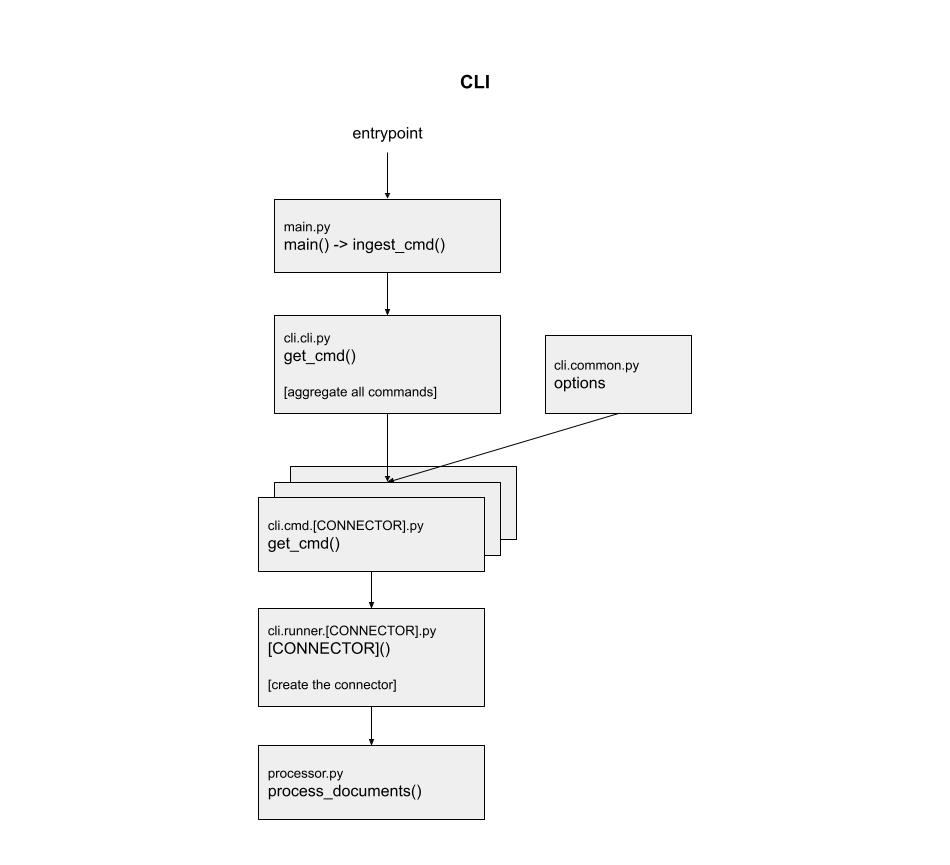 CLI
entrypoint
main.py
main() -> ingest_cmd()
cli.cli.py
get_cmd()
[aggregate all commands]
cli.common.py
options
cli.cmd.[CONNECTOR].py
get_cmd()
cli.runner.[CONNECTOR].py
[CONNECTOR]()
[create the connector]
processor.py
process_documents()